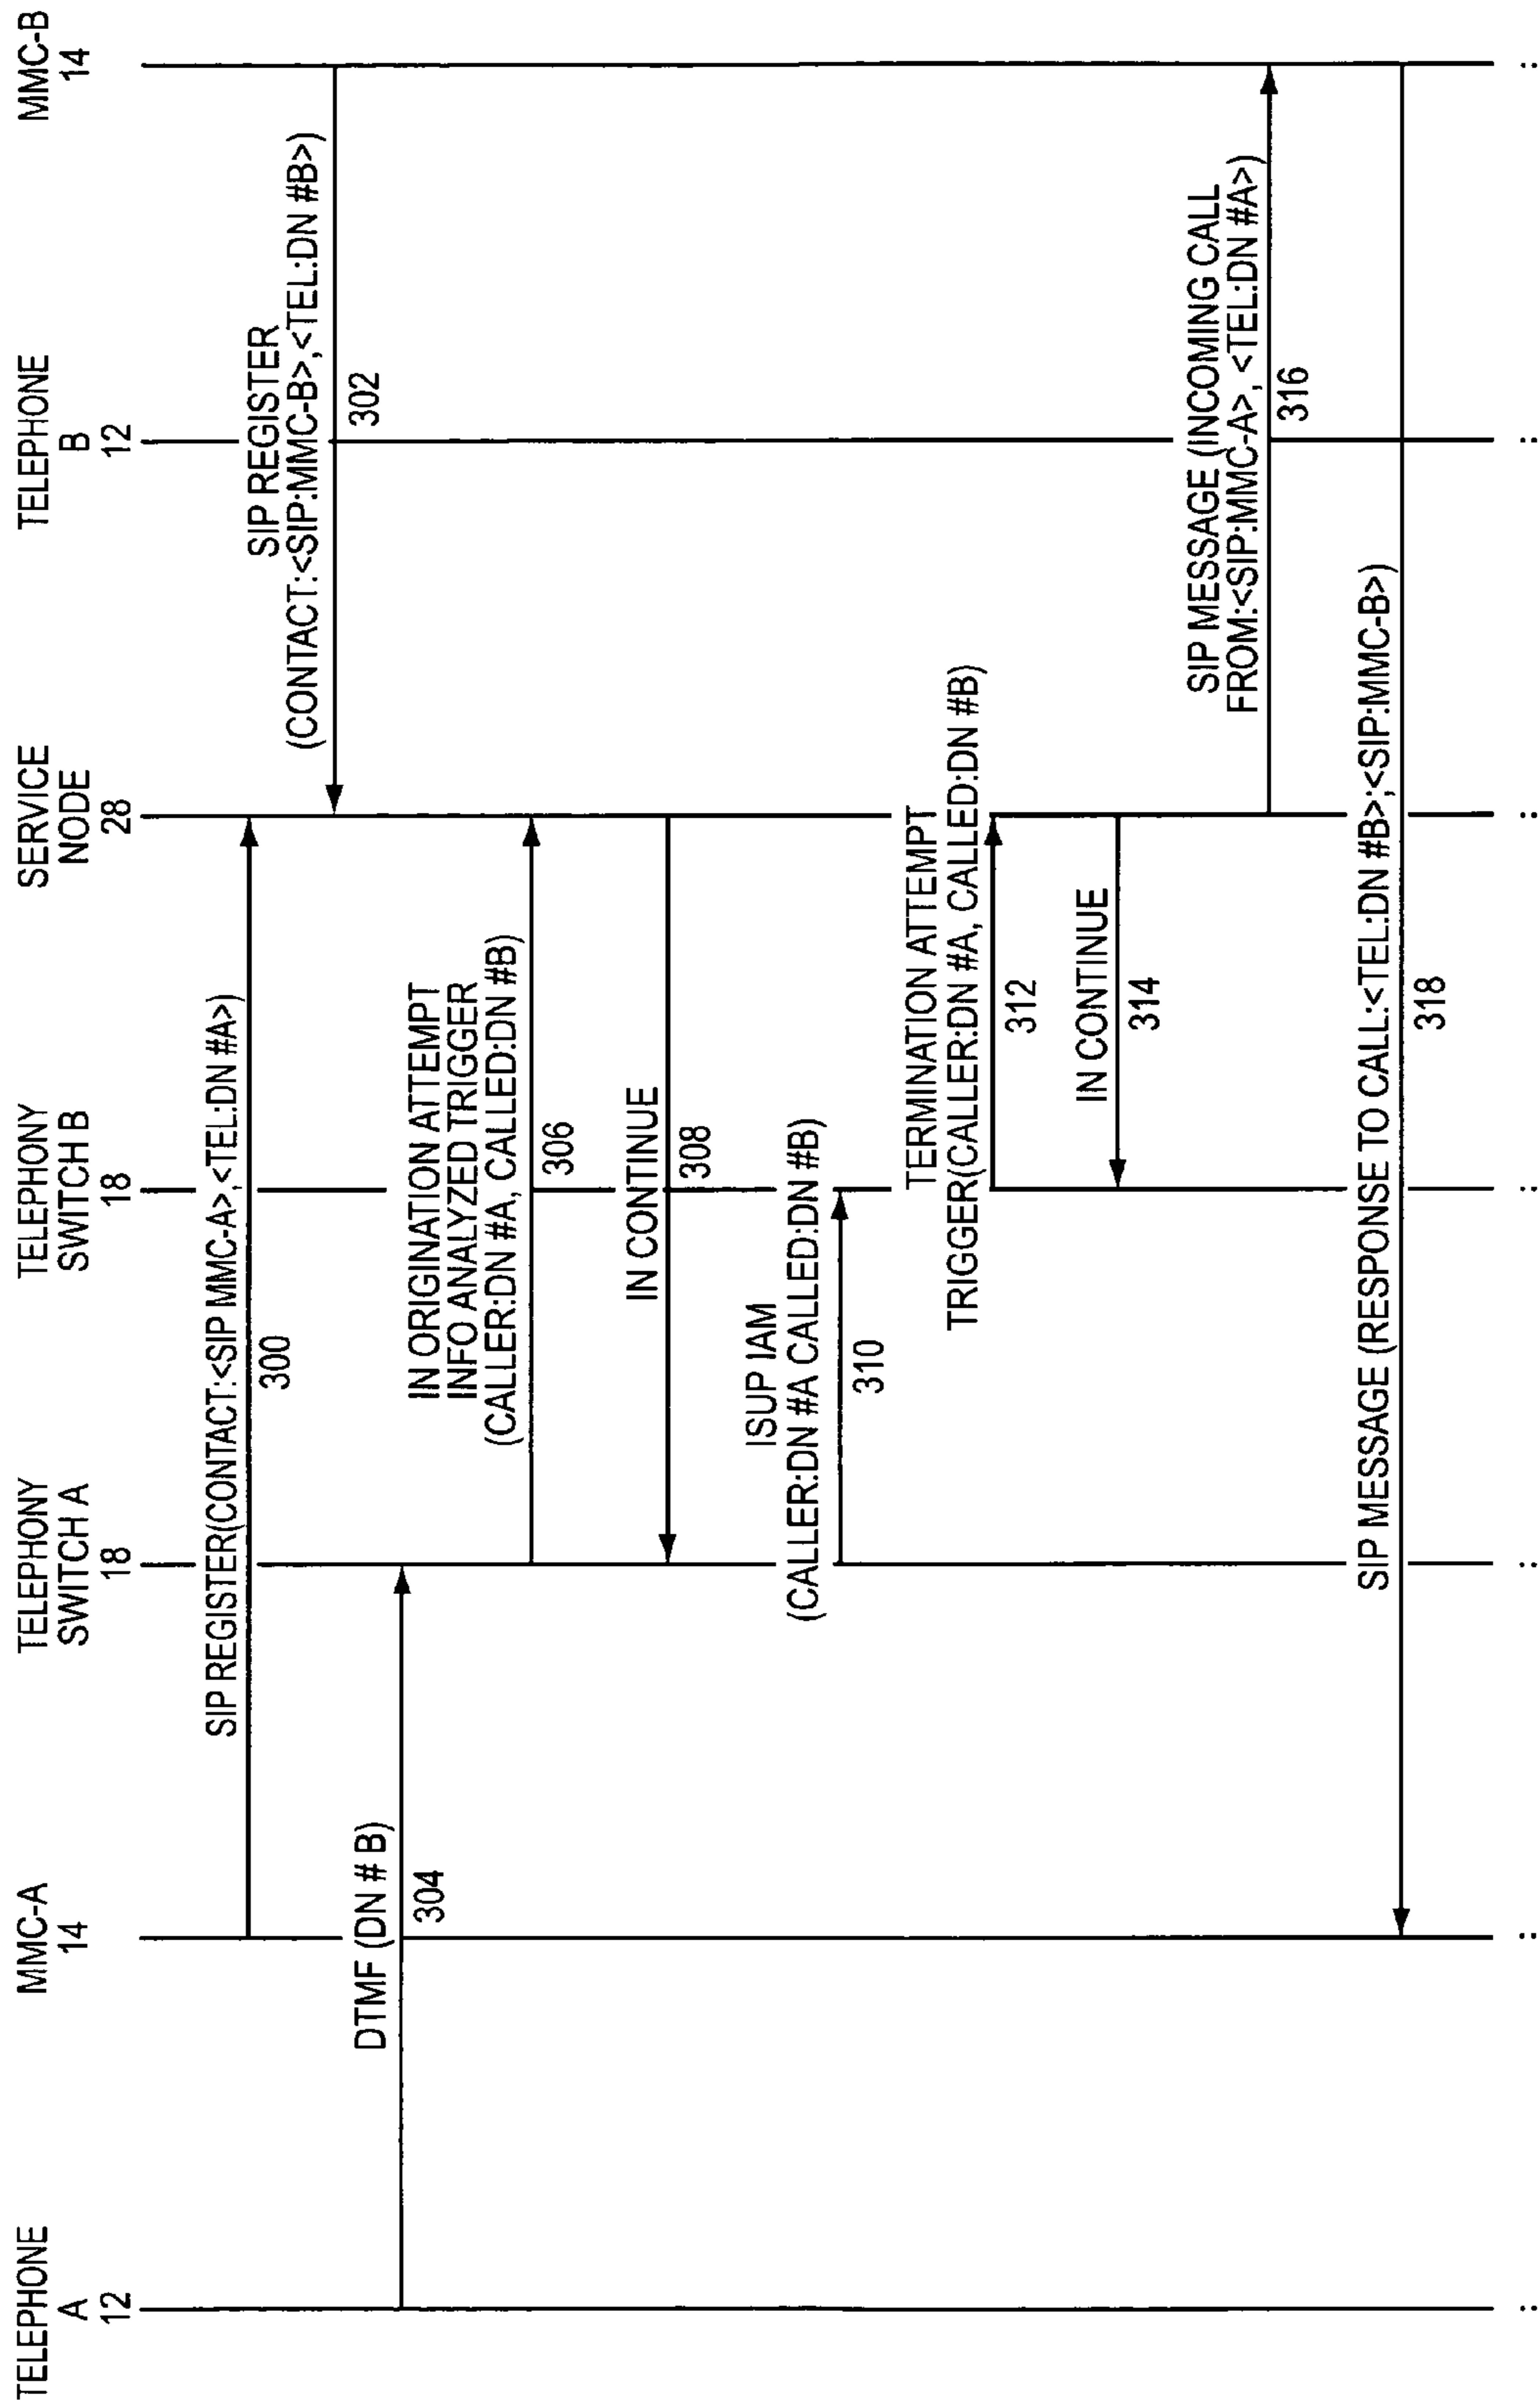 TELEPHONE
A
12
MMC-A
14
TELEPHONY
SWITCH A
18
TELEPHONY
SWITCH B
18
SERVICE
NODE
28
TELEPHONE
B
12
MMC-B
14
SIP REGISTER(CONTACT:<SIP MMC-A>,<TEL:DN #A>)
300
SIP REGISTER
(CONTACT:<SIP:MMC-B>,<TEL:DN #B>)
302
DTMF (DN # B)
304
IN ORIGINATION ATTEMPT
INFO ANALYZED TRIGGER
(CALLER:DN #A, CALLED:DN #B)
306
IN CONTINUE
308
ISUP IAM
(CALLER:DN #A CALLED:DN #B)
310
TERMINATION ATTEMPT
TRIGGER(CALLER:DN #A, CALLED:DN #B)
312
IN CONTINUE
314
SIP MESSAGE (INCOMING CALL
FROM:<SIP:MMC-A>, <TEL:DN #A>)
316
SIP MESSAGE (RESPONSE TO CALL:<TEL:DN #B>;<SIP:MMC-B>)
318